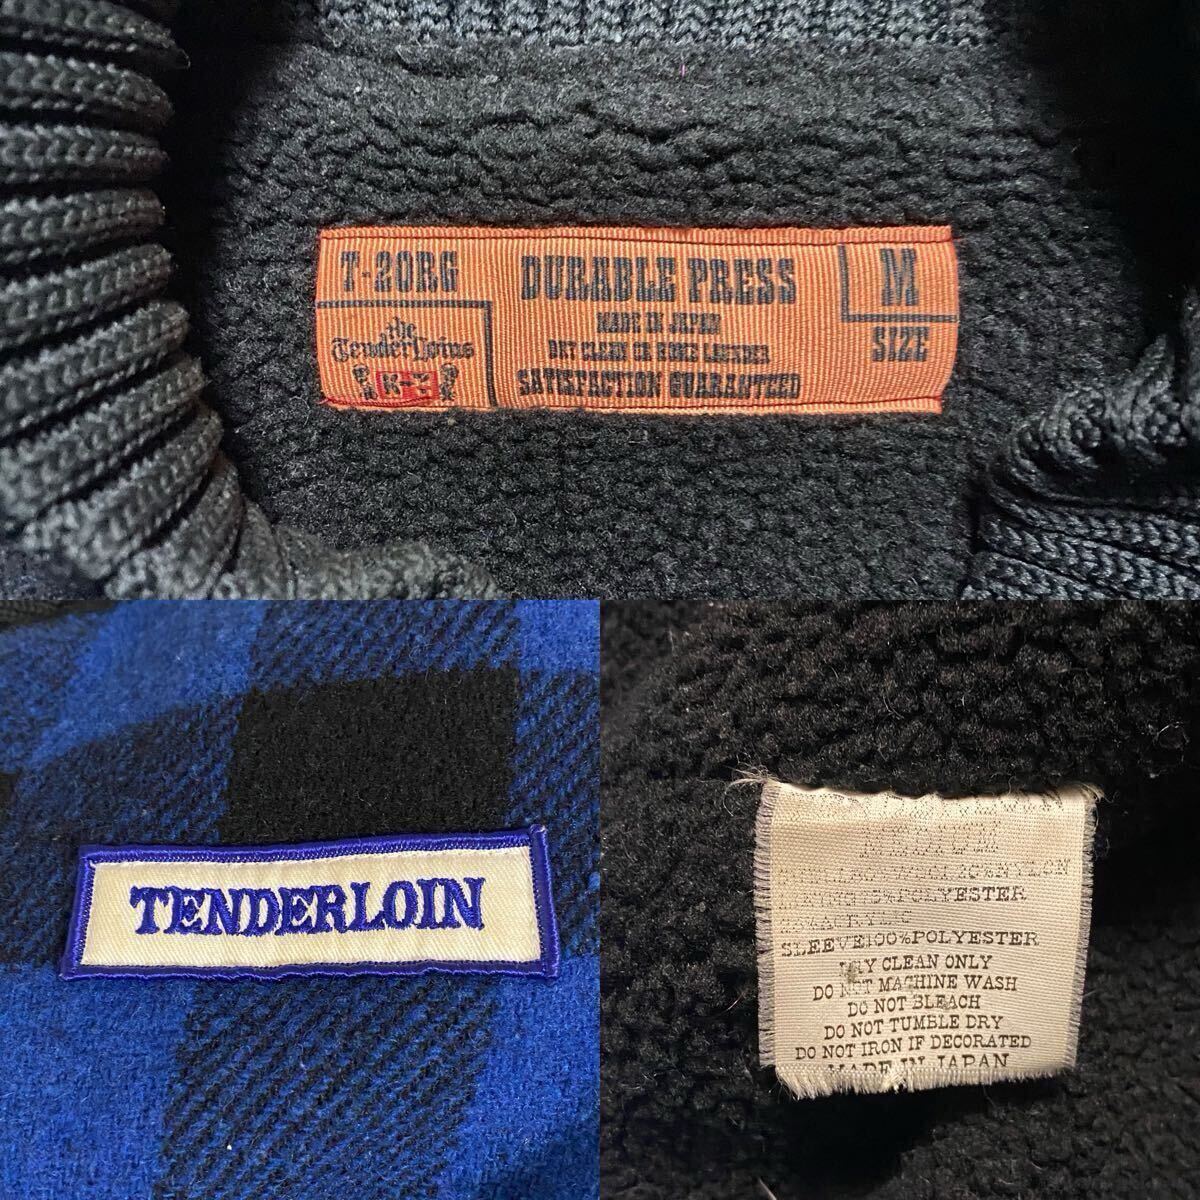 T-20RG
the
TenderLoins
DURABLE PRESS
MADE IN JAPAN
DRY CLEAN OR HOME LAUNDER
SATISFACTION GUARANTEED
M
SIZE
TENDERLOIN
NYLON
POLYESTER
SLEEVE100%POLYESTER
DRY CLEAN ONLY
DO NOT MACHINE WASH
DO NOT BLEACH
DO NOT TUMBLE DRY
DO NOT IRON IF DECORATED
MADE IN JAPAN